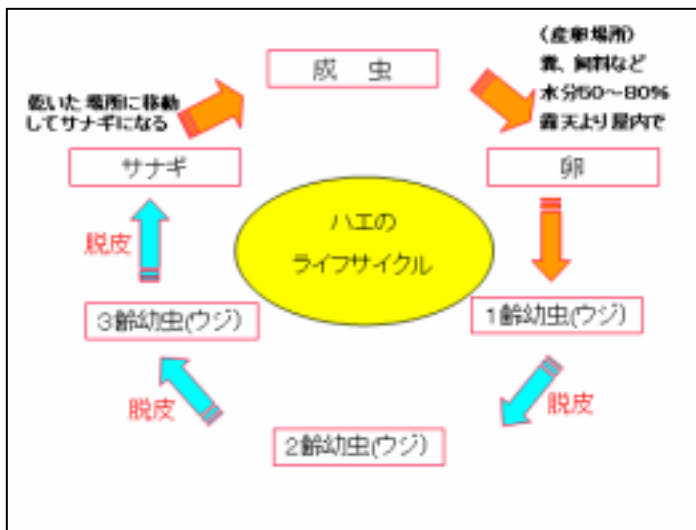 成 虫
(産卵場所)
糞、飼料など
水分50〜80%
露天より屋内で
卵
1齢幼虫(ウジ)
脱皮
2齢幼虫(ウジ)
脱皮
3齢幼虫(ウジ)
脱皮
サナギ
乾いた場所に移動
してサナギになる
ハエの
ライフサイクル